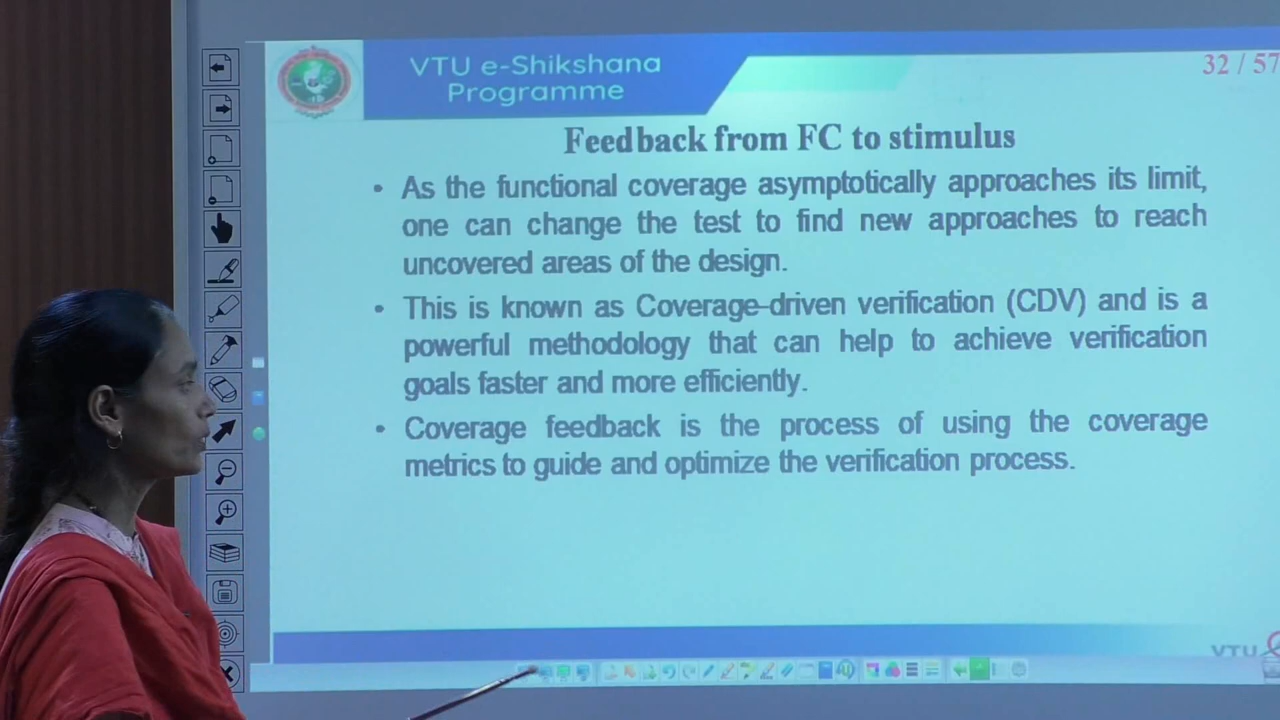 VTU e-Shikshana
Programme
32 / 57
Feedback from FC to stimulus
• As the functional coverage asymptotically approaches its limit,
one can change the test to find new approaches to reach
uncovered areas of the design.
• This is known as Coverage-driven verification (CDV) and is a
powerful methodology that can help to achieve verification
goals faster and more efficiently.
• Coverage feedback is the process of using the coverage
metrics to guide and optimize the verification process.
VTU